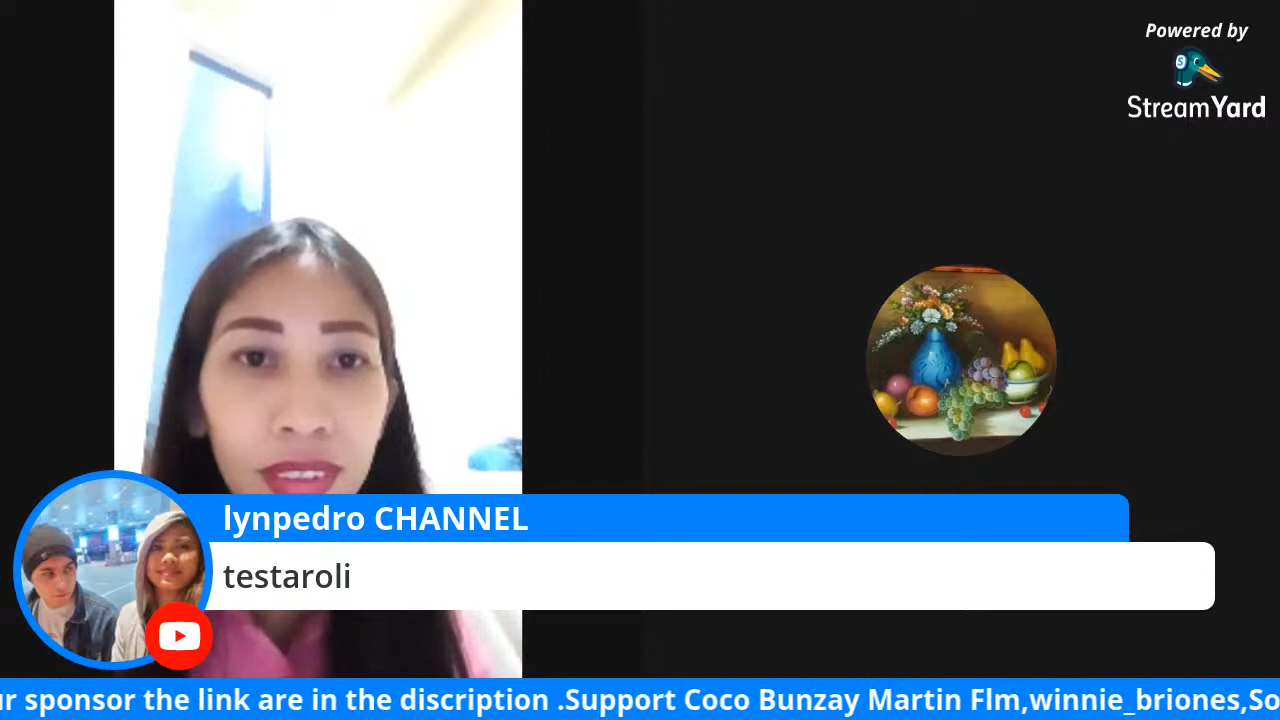 Powered by
StreamYard
lynpedro CHANNEL
testaroli
ur sponsor the link are in the discription .Support Coco Bunzay Martin Flm,winnie_briones,So